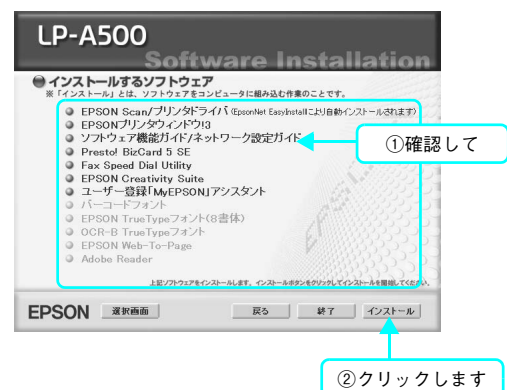 LP-A500
Software Installation
インストールするソフトウェア
※「インストール」とは、ソフトウェアをコンピュータに組み込む作業のことです。
EPSON Scan/プリンタドライバ (EpsonNet EasyInstallにより自動インストールされます)
EPSONプリンタウィンドウ!3
ソフトウェア機能ガイド/ネットワーク設定ガイド
①確認して
Presto! BizCard 5 SE
Fax Speed Dial Utility
EPSON Creativity Suite
ユーザー登録「MyEPSON」アシスタント
バーコードフォント
EPSON TrueTypeフォント(8書体)
OCR-B TrueTypeフォント
EPSON Web-To-Page
Adobe Reader
上記ソフトウェアをインストールします。インストールボタンをクリックしてインストールを開始してください。
EPSON 選択画面 戻る 終了 インストール
②クリックします